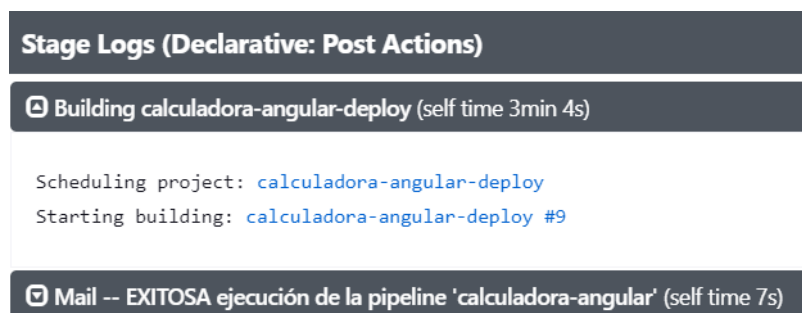 Stage Logs (Declarative: Post Actions)
Building calculadora-angular-deploy (self time 3min 4s)
Scheduling project: calculadora-angular-deploy
Starting building: calculadora-angular-deploy #9
Mail -- EXITOSA ejecución de la pipeline 'calculadora-angular' (self time 7s)